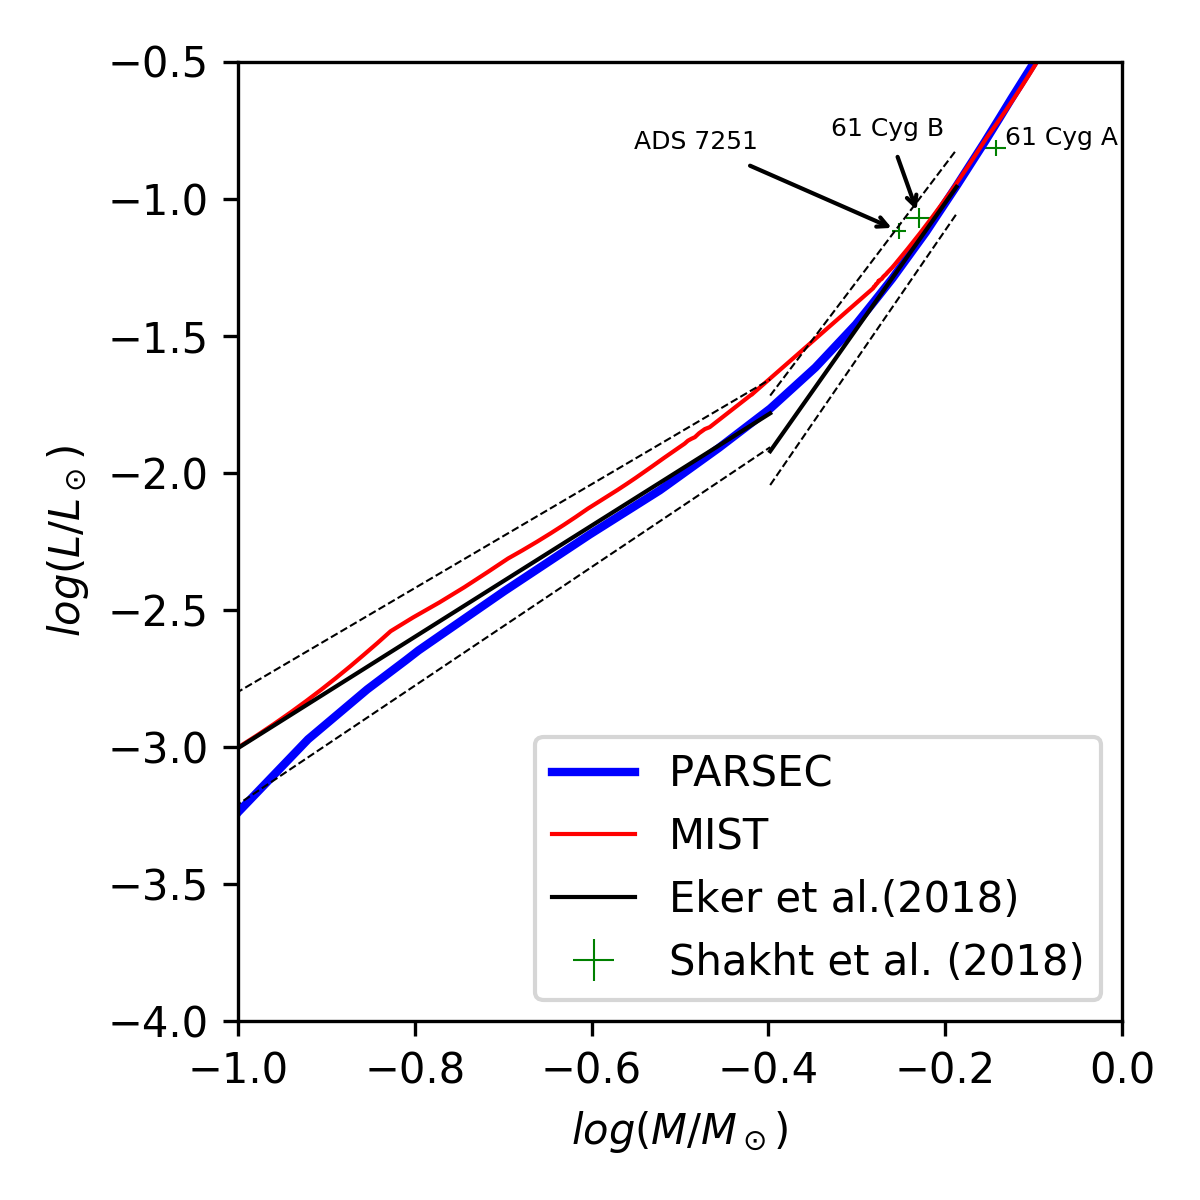 −0.5
−1.0
−1.5
−2.0
−2.5
−3.0
−3.5
−4.0
log(L/L⊙)
ADS 7251
61 Cyg B
61 Cyg A
PARSEC
MIST
Eker et al.(2018)
Shakht et al. (2018)
−1.0 −0.8 −0.6 −0.4 −0.2 0.0
log(M/M⊙)